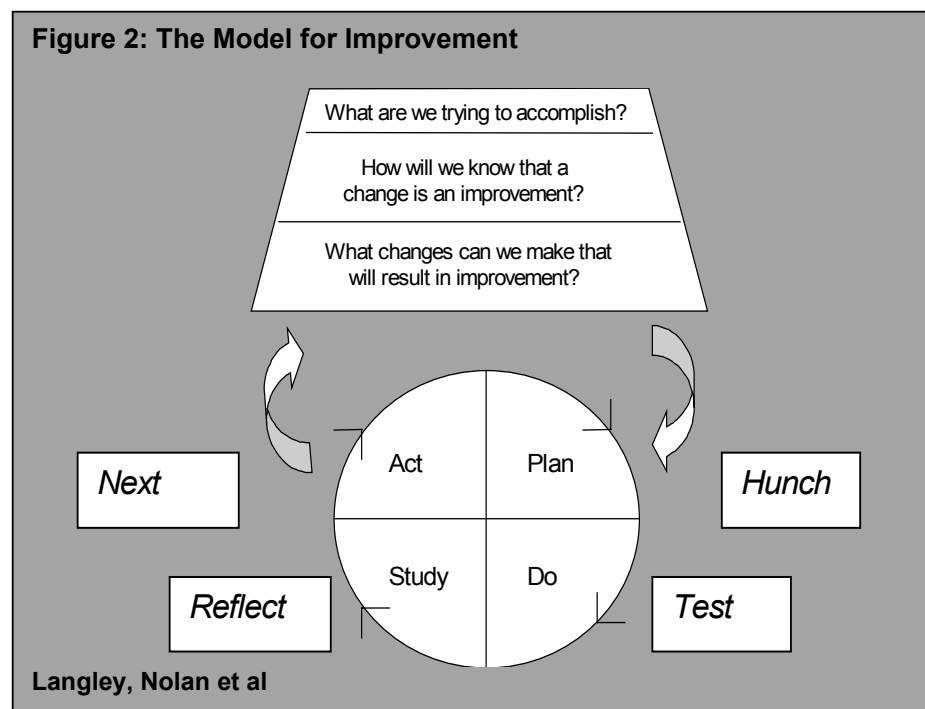 Figure 2: The Model for Improvement
What are we trying to accomplish?
How will we know that a
change is an improvement?
What changes can we make that
will result in improvement?
Act
Plan
Next
Hunch
Study
Do
Reflect
Test
Langley, Nolan et al